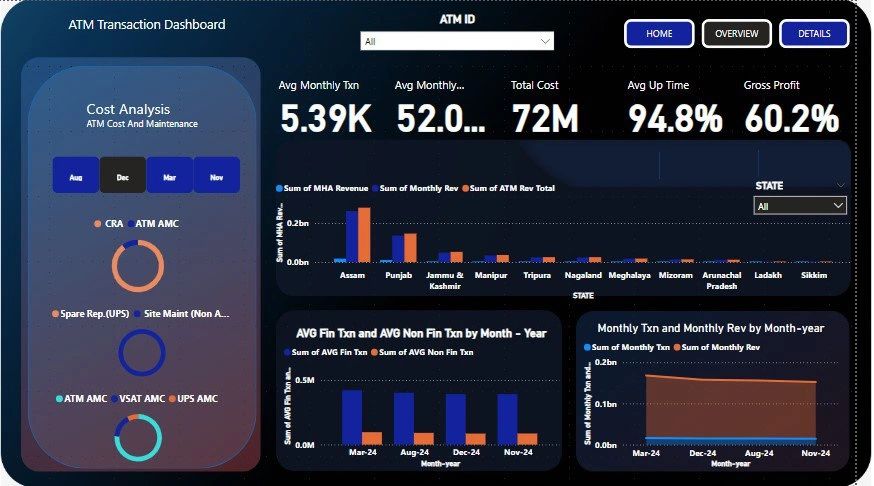 ATM Transaction Dashboard
ATM ID
All
HOME
OVERVIEW
DETAILS
Cost Analysis
ATM Cost And Maintenance
Aug
Dec
Mar
Nov
CRA ATM AMC
Spare Rep.(UPS) Site Maint (Non A...
ATM AMC VSAT AMC UPS AMC
Avg Monthly Txn
5.39K
Avg Monthly...
52.0...
Total Cost
72M
Avg Up Time
94.8%
Gross Profit
60.2%
Sum of MHA Revenue Sum of Monthly Rev Sum of ATM Rev Total
STATE
All
Sum of MHA Rev...
0.2bn
0.0bn
Assam
Punjab
Jammu &
Kashmir
Manipur
Tripura
Nagaland
Meghalaya
Mizoram
Arunachal
Pradesh
Ladakh
Sikkim
STATE
AVG Fin Txn and AVG Non Fin Txn by Month - Year
Sum of AVG Fin Txn Sum of AVG Non Fin Txn
Sum of AVG Fin Txn an...
0.5M
0.0M
Mar-24
Aug-24
Dec-24
Nov-24
Month-year
Monthly Txn and Monthly Rev by Month-year
Sum of Monthly Txn Sum of Monthly Rev
Sum of Monthly Txn and...
0.2bn
0.1bn
0.0bn
Mar-24
Dec-24
Aug-24
Nov-24
Month-year